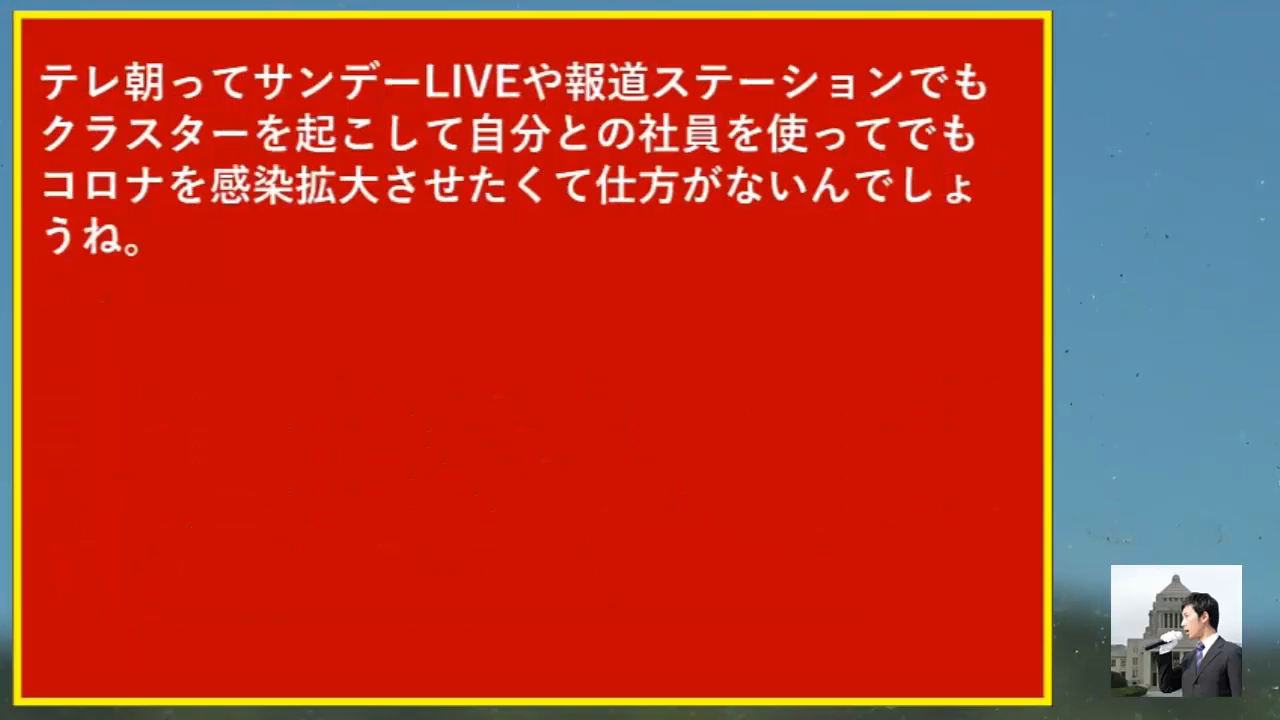 テレ朝ってサンデーLIVEや報道ステーションでも
クラスターを起こして自分との社員を使ってでも
コロナを感染拡大させたくて仕方がないんでしょ
うね。